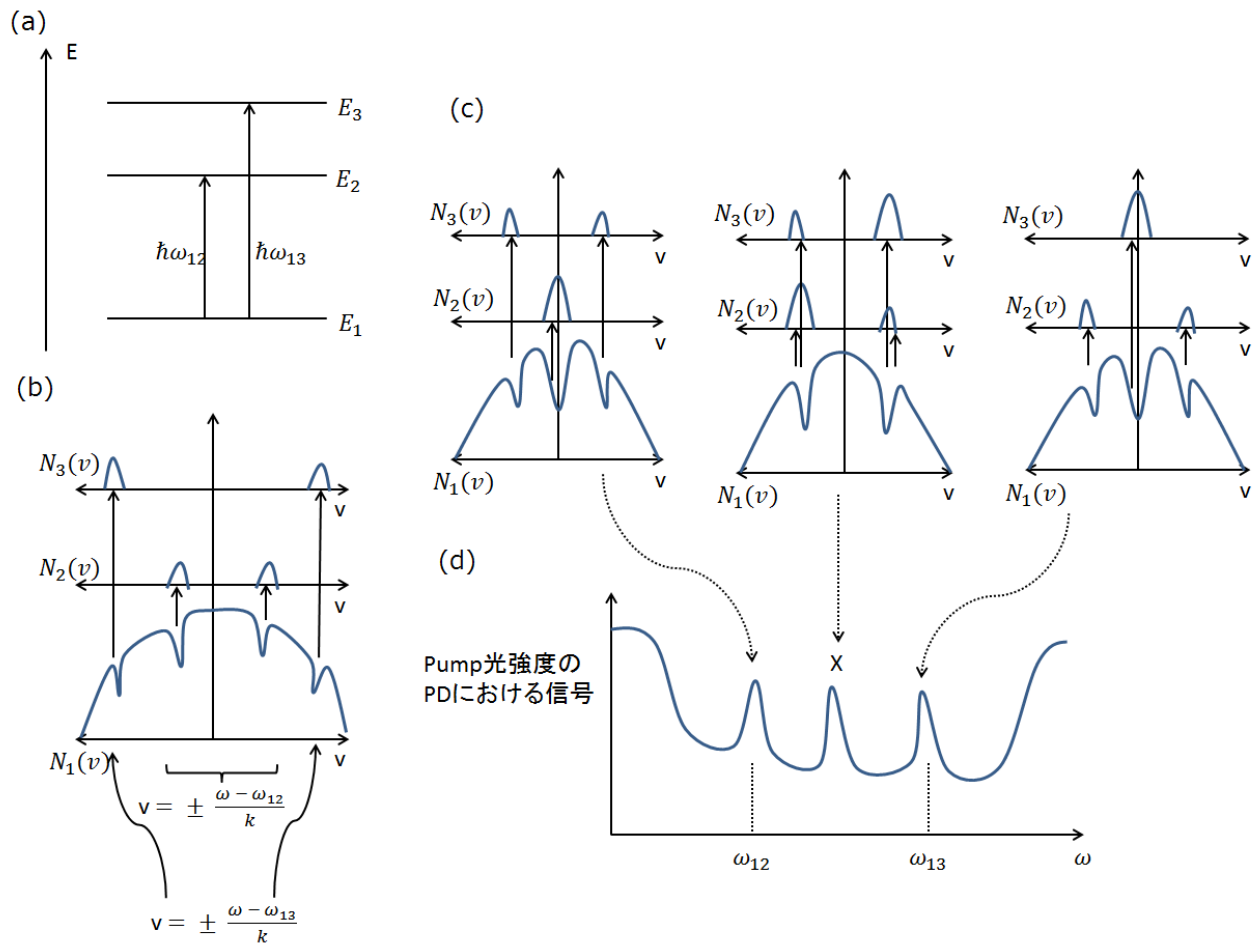 (a)
E
E₃
E₂
ħω₁₂
ħω₁₃
E₁
(b)
N₃(v)
v
N₂(v)
v
N₁(v)
v
v = ± (ω − ω₁₂)/k
v = ± (ω − ω₁₃)/k
(c)
N₃(v)
v
N₂(v)
v
N₁(v)
v
N₃(v)
v
N₂(v)
v
N₁(v)
v
N₃(v)
v
N₂(v)
v
N₁(v)
v
(d)
Pump光強度の
PDにおける信号
X
ω₁₂
ω₁₃
ω